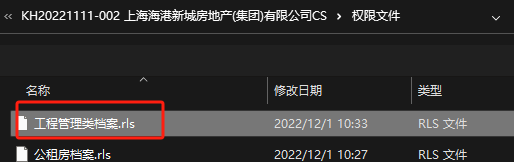 « KH20221111-002 上海海港新城房地产(集团)有限公司CS › 权限文件
名称 修改日期 类型
工程管理类档案.rls 2022/12/1 10:33 RLS 文件
公租房档案.rls 2022/12/1 10:27 RLS 文件